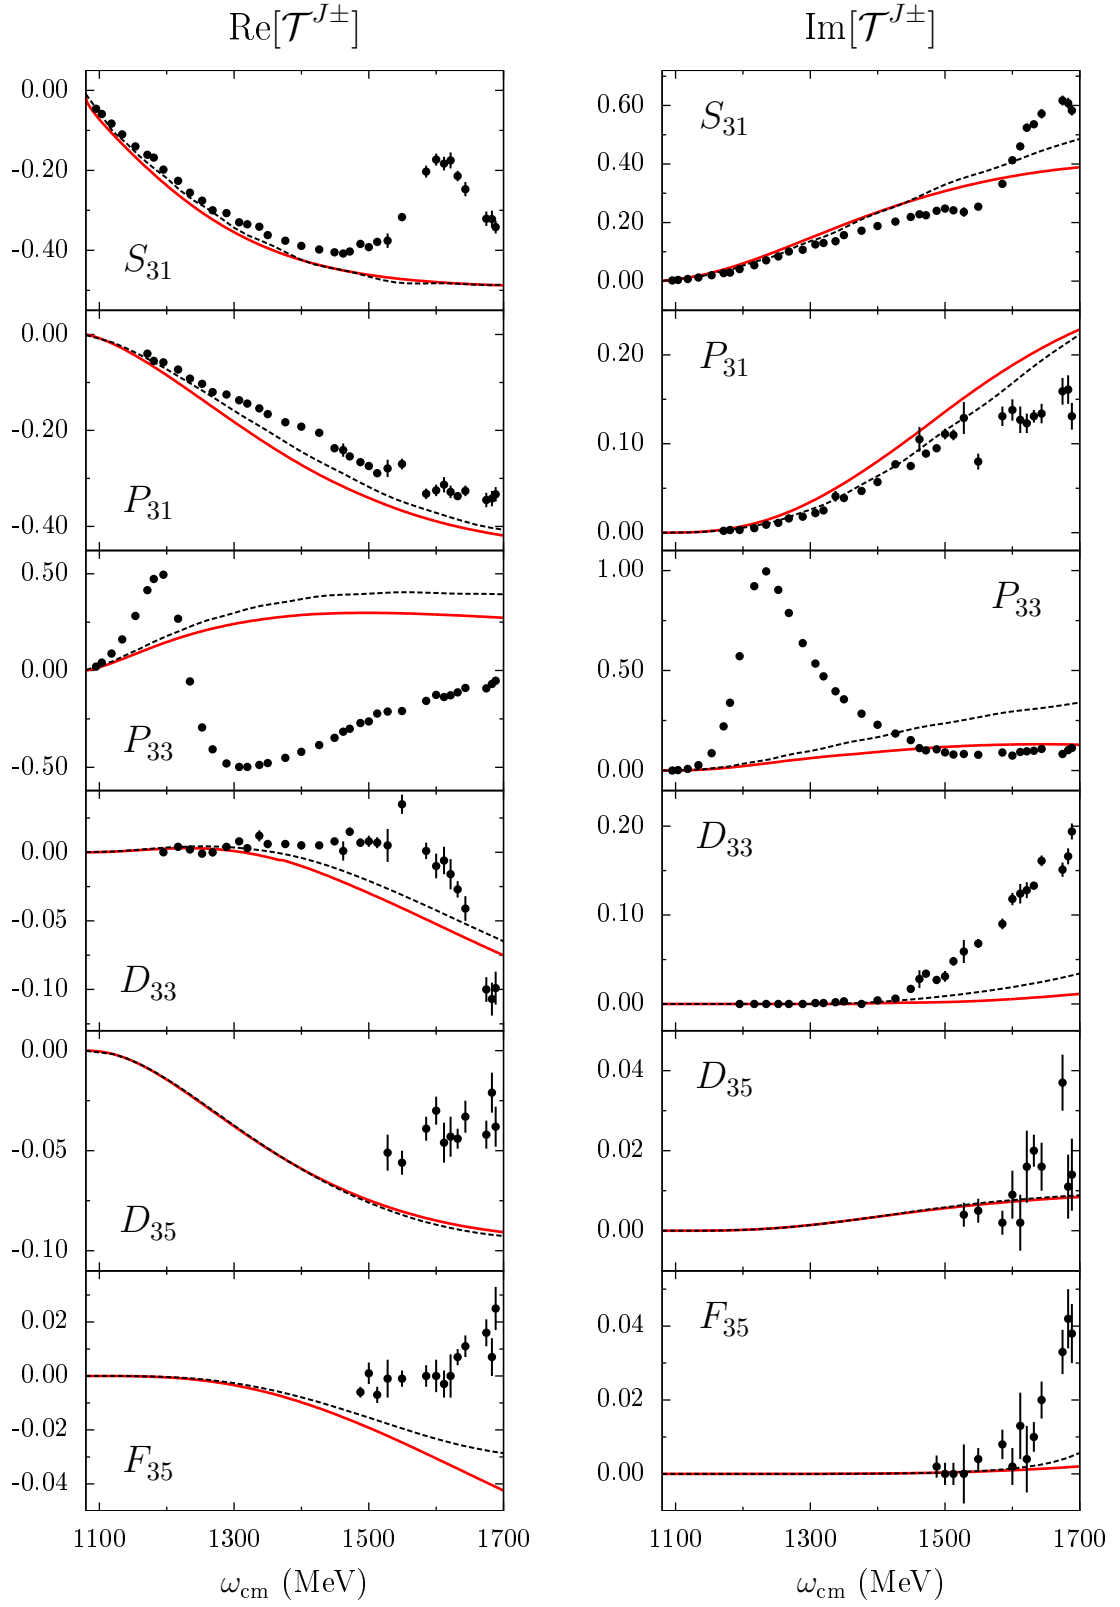 Re[𝒯^{J±}] Im[𝒯^{J±}]
0.00
-0.20
-0.40
S₃₁
0.60
0.40
0.20
0.00
S₃₁
0.00
-0.20
-0.40
P₃₁
0.20
0.10
0.00
P₃₁
0.50
0.00
-0.50
P₃₃
1.00
0.50
0.00
P₃₃
0.00
-0.05
-0.10
D₃₃
0.20
0.10
0.00
D₃₃
0.00
-0.05
-0.10
D₃₅
0.04
0.02
0.00
D₃₅
0.02
0.00
-0.02
-0.04
F₃₅
0.04
0.02
0.00
F₃₅
1100 1300 1500 1700 1100 1300 1500 1700
ω_cm (MeV) ω_cm (MeV)